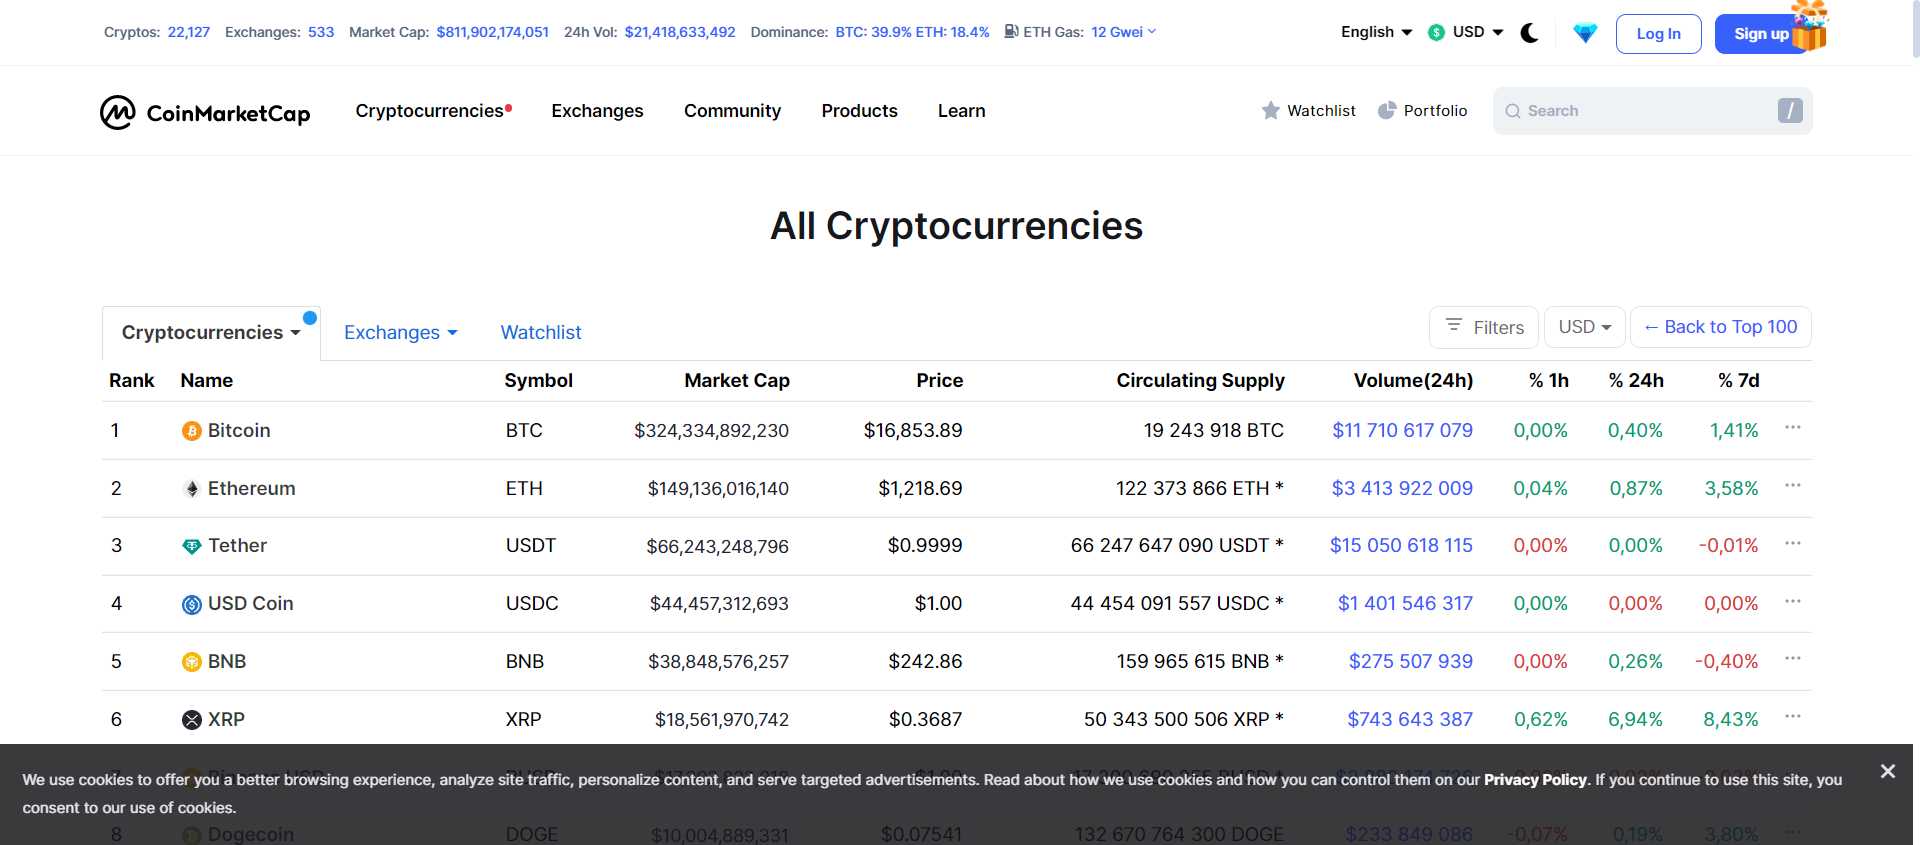 Cryptos: 22,127 Exchanges: 533 Market Cap: $811,902,174,051 24h Vol: $21,418,633,492 Dominance: BTC: 39.9% ETH: 18.4% ETH Gas: 12 Gwei English $ USD Log In Sign up
CoinMarketCap Cryptocurrencies Exchanges Community Products Learn Watchlist Portfolio Search /
All Cryptocurrencies
Cryptocurrencies Exchanges Watchlist Filters USD ← Back to Top 100
Rank Name Symbol Market Cap Price Circulating Supply Volume(24h) % 1h % 24h % 7d
1 Bitcoin BTC $324,334,892,230 $16,853.89 19 243 918 BTC $11 710 617 079 0,00% 0,40% 1,41% ...
2 Ethereum ETH $149,136,016,140 $1,218.69 122 373 866 ETH * $3 413 922 009 0,04% 0,87% 3,58% ...
3 Tether USDT $66,243,248,796 $0.9999 66 247 647 090 USDT * $15 050 618 115 0,00% 0,00% -0,01% ...
4 USD Coin USDC $44,457,312,693 $1.00 44 454 091 557 USDC * $1 401 546 317 0,00% 0,00% 0,00% ...
5 BNB BNB $38,848,576,257 $242.86 159 965 615 BNB * $275 507 939 0,00% 0,26% -0,40% ...
6 XRP XRP $18,561,970,742 $0.3687 50 343 500 506 XRP * $743 643 387 0,62% 6,94% 8,43% ...
We use cookies to offer you a better browsing experience, analyze site traffic, personalize content, and serve targeted advertisements. Read about how we use cookies and how you can control them on our Privacy Policy. If you continue to use this site, you
consent to our use of cookies.
8 Dogecoin DOGE $10,004,889,331 $0.07541 132 670 764 300 DOGE $233 849 086 -0,07% 0,19% 3,80% ...